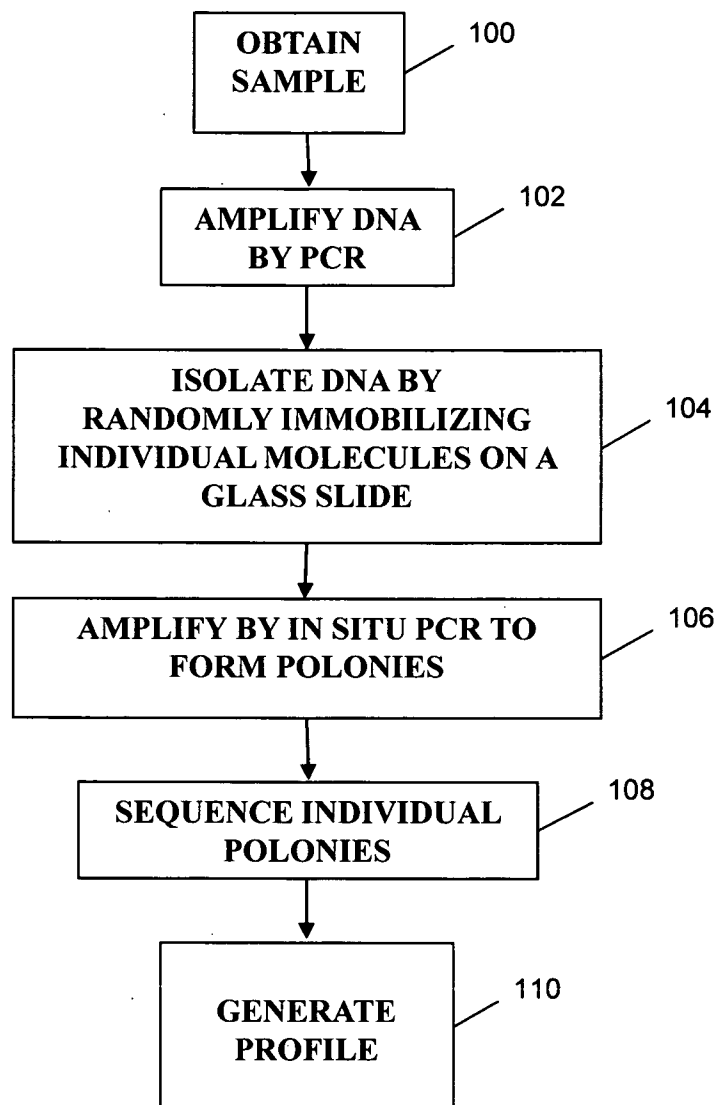 OBTAIN
SAMPLE
100
AMPLIFY DNA
BY PCR
102
ISOLATE DNA BY
RANDOMLY IMMOBILIZING
INDIVIDUAL MOLECULES ON A
GLASS SLIDE
104
AMPLIFY BY IN SITU PCR TO
FORM POLONIES
106
SEQUENCE INDIVIDUAL
POLONIES
108
GENERATE
PROFILE
110